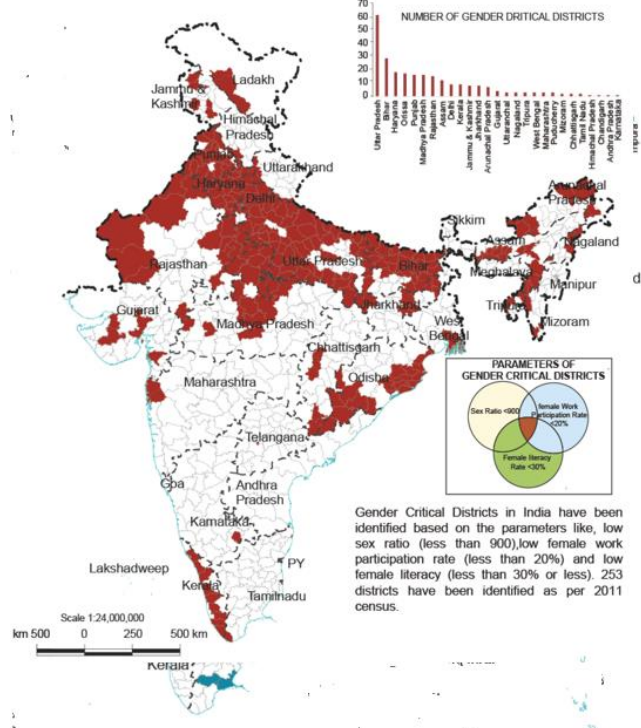 NUMBER OF GENDER DRITICAL DISTRICTS
70
60
50
40
30
20
10
0
Uttar Pradesh
Bihar
Haryana
Orissa
Punjab
Madhya Pradesh
Rajasthan
Assam
Delhi
Kerala
Jammu & Kashmir
Jharkhand
Arunachal Pradesh
Gujarat
Uttaranchal
Nagaland
Tripura
West Bengal
Maharashtra
Puducherry
Mizoram
Chhattisgarh
Tamil Nadu
Himachal Pradesh
Chandigarh
Andhra Pradesh
Karnataka
Tripura
Ladakh
Jammu &
Kashmir
Himachal
Pradesh
Punjab
Uttarakhand
Haryana
Delhi
Arunachal
Pradesh
Sikkim
Assam
Nagaland
Rajasthan
Uttar Pradesh
Bihar
Meghalaya
d
Manipur
Gujarat
Jharkhand
Tripura
Madhya Pradesh
West
Bengal
Mizoram
Chhattisgarh
Maharashtra
Odisha
Telangana
Goa
Andhra
Pradesh
Karnataka
Lakshadweep
PY
Kerala
Tamilnadu
PARAMETERS OF
GENDER CRITICAL DISTRICTS
Sex Ratio <900
female Work
Participation Rate
<20%
Female literacy
Rate <30%
Gender Critical Districts in India have been
identified based on the parameters like, low
sex ratio (less than 900),low female work
participation rate (less than 20%) and low
female literacy (less than 30% or less). 253
districts have been identified as per 2011
census.
Scale 1:24,000,000
km 500 0 250 500 km
Kerala